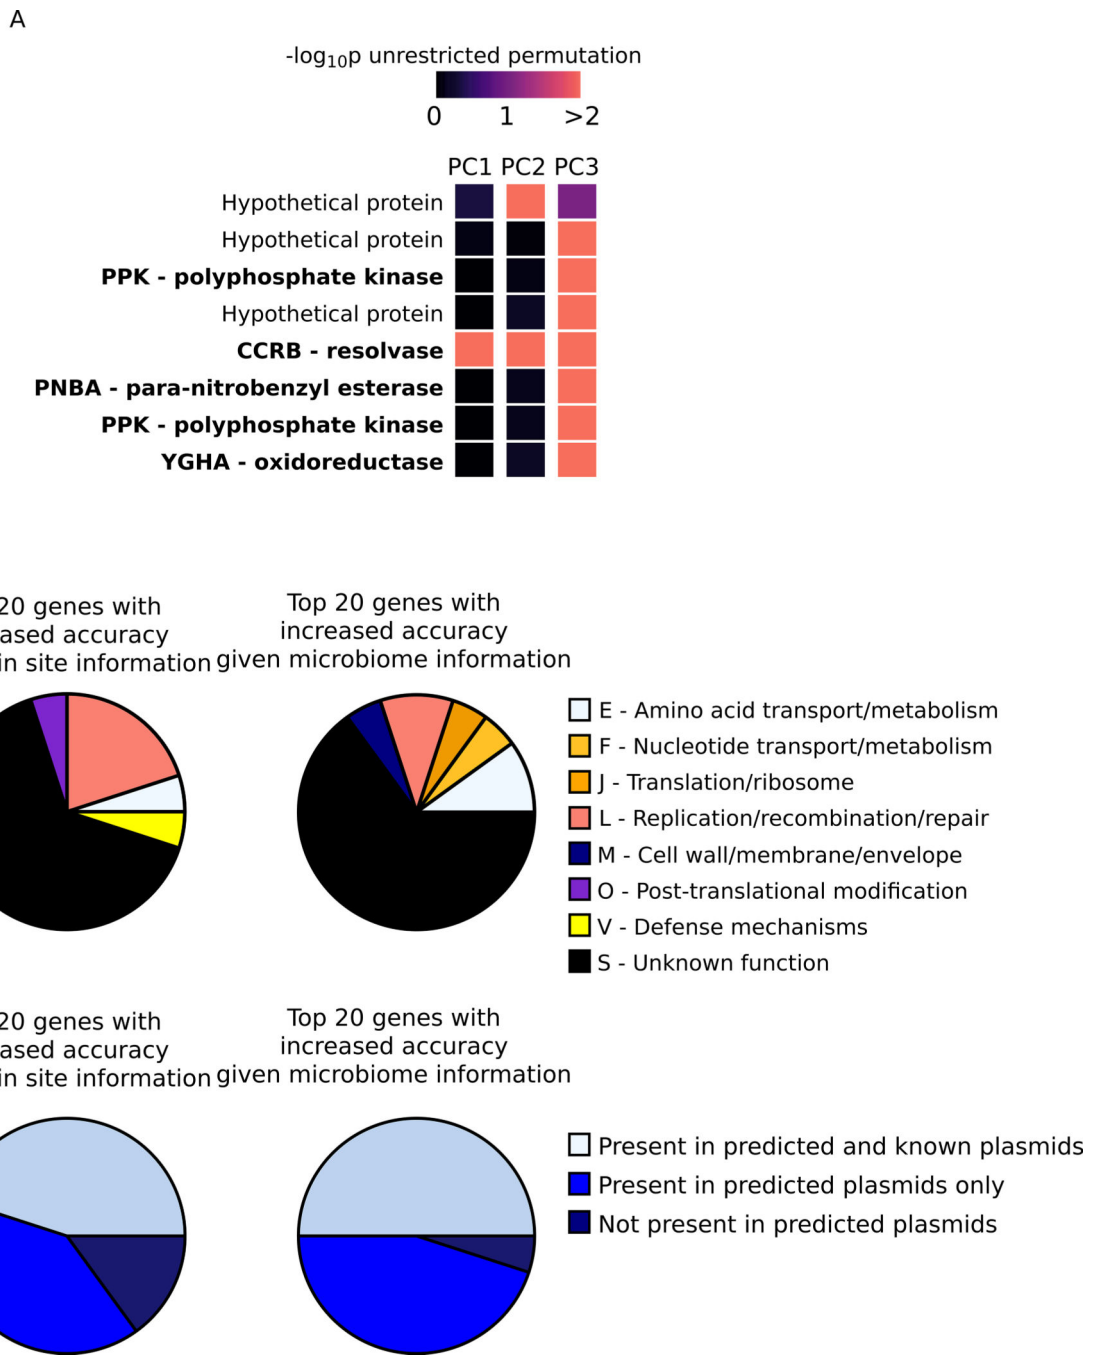 A
-log10p unrestricted permutation
0 1 >2
PC1 PC2 PC3
Hypothetical protein
Hypothetical protein
PPK - polyphosphate kinase
Hypothetical protein
CCRB - resolvase
PNBA - para-nitrobenzyl esterase
PPK - polyphosphate kinase
YGHA - oxidoreductase
20 genes with
ased accuracy
in site information
Top 20 genes with
increased accuracy
given microbiome information
E - Amino acid transport/metabolism
F - Nucleotide transport/metabolism
J - Translation/ribosome
L - Replication/recombination/repair
M - Cell wall/membrane/envelope
O - Post-translational modification
V - Defense mechanisms
S - Unknown function
20 genes with
ased accuracy
in site information
Top 20 genes with
increased accuracy
given microbiome information
Present in predicted and known plasmids
Present in predicted plasmids only
Not present in predicted plasmids